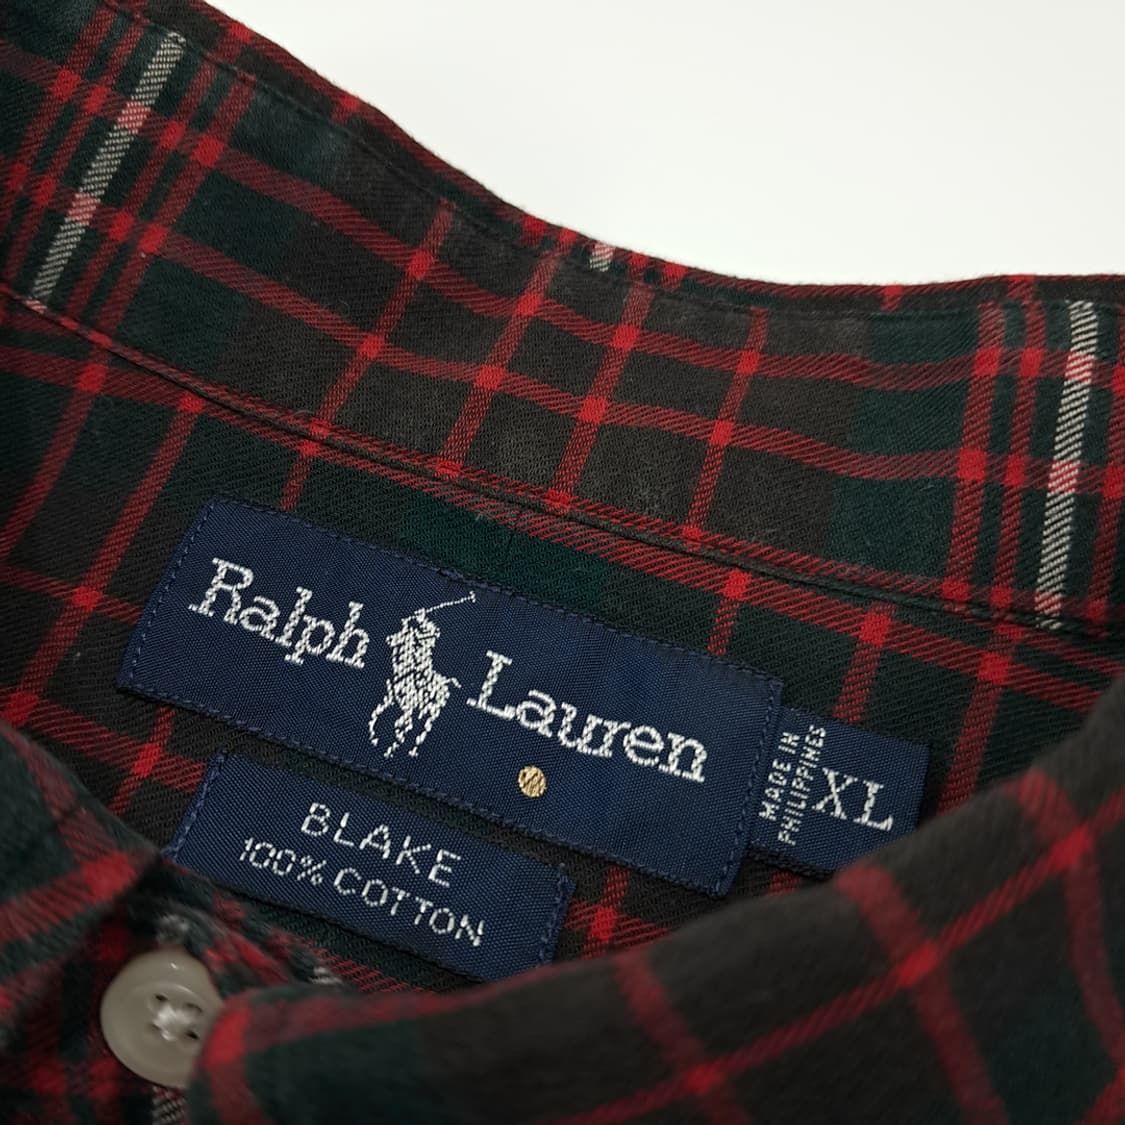 Ralph Lauren
MADE IN
PHILIPPINES
XL
BLAKE
100% COTTON